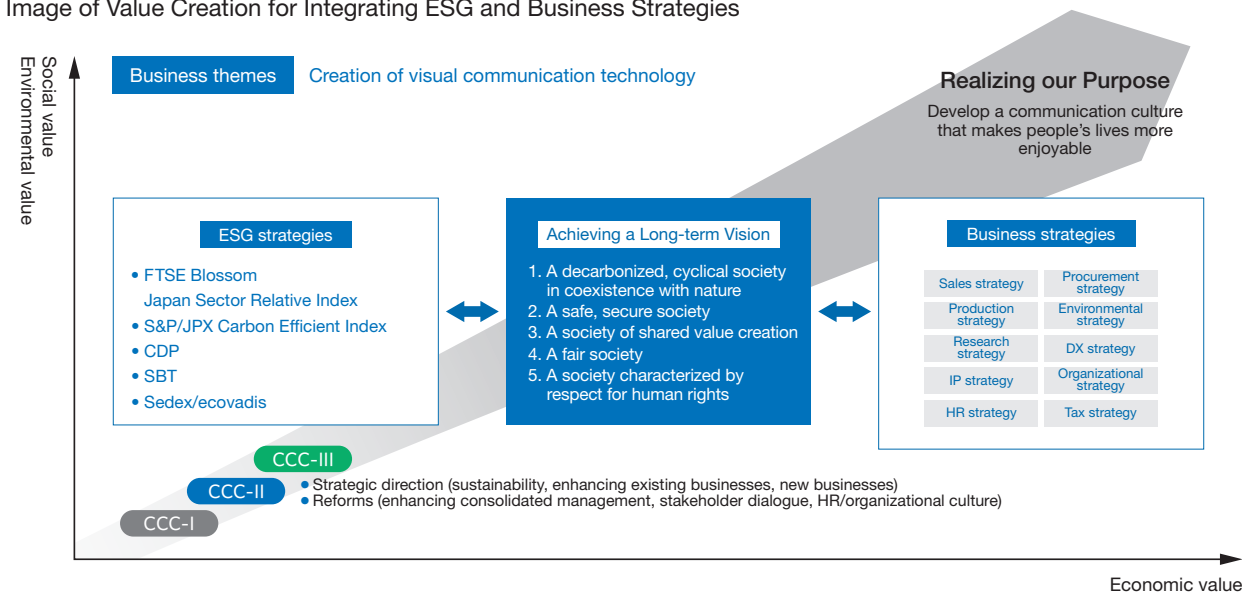 Image of Value Creation for Integrating ESG and Business Strategies
Social value
Environmental value
Business themes
Creation of visual communication technology
Realizing our Purpose
Develop a communication culture
that makes people's lives more
enjoyable
ESG strategies
• FTSE Blossom
Japan Sector Relative Index
• S&P/JPX Carbon Efficient Index
• CDP
• SBT
• Sedex/ecovadis
Achieving a Long-term Vision
1. A decarbonized, cyclical society
in coexistence with nature
2. A safe, secure society
3. A society of shared value creation
4. A fair society
5. A society characterized by
respect for human rights
Business strategies
Sales strategy
Procurement
strategy
Production
strategy
Environmental
strategy
Research
strategy
DX strategy
IP strategy
Organizational
strategy
HR strategy
Tax strategy
CCC-III
CCC-II
CCC-I
• Strategic direction (sustainability, enhancing existing businesses, new businesses)
• Reforms (enhancing consolidated management, stakeholder dialogue, HR/organizational culture)
Economic value